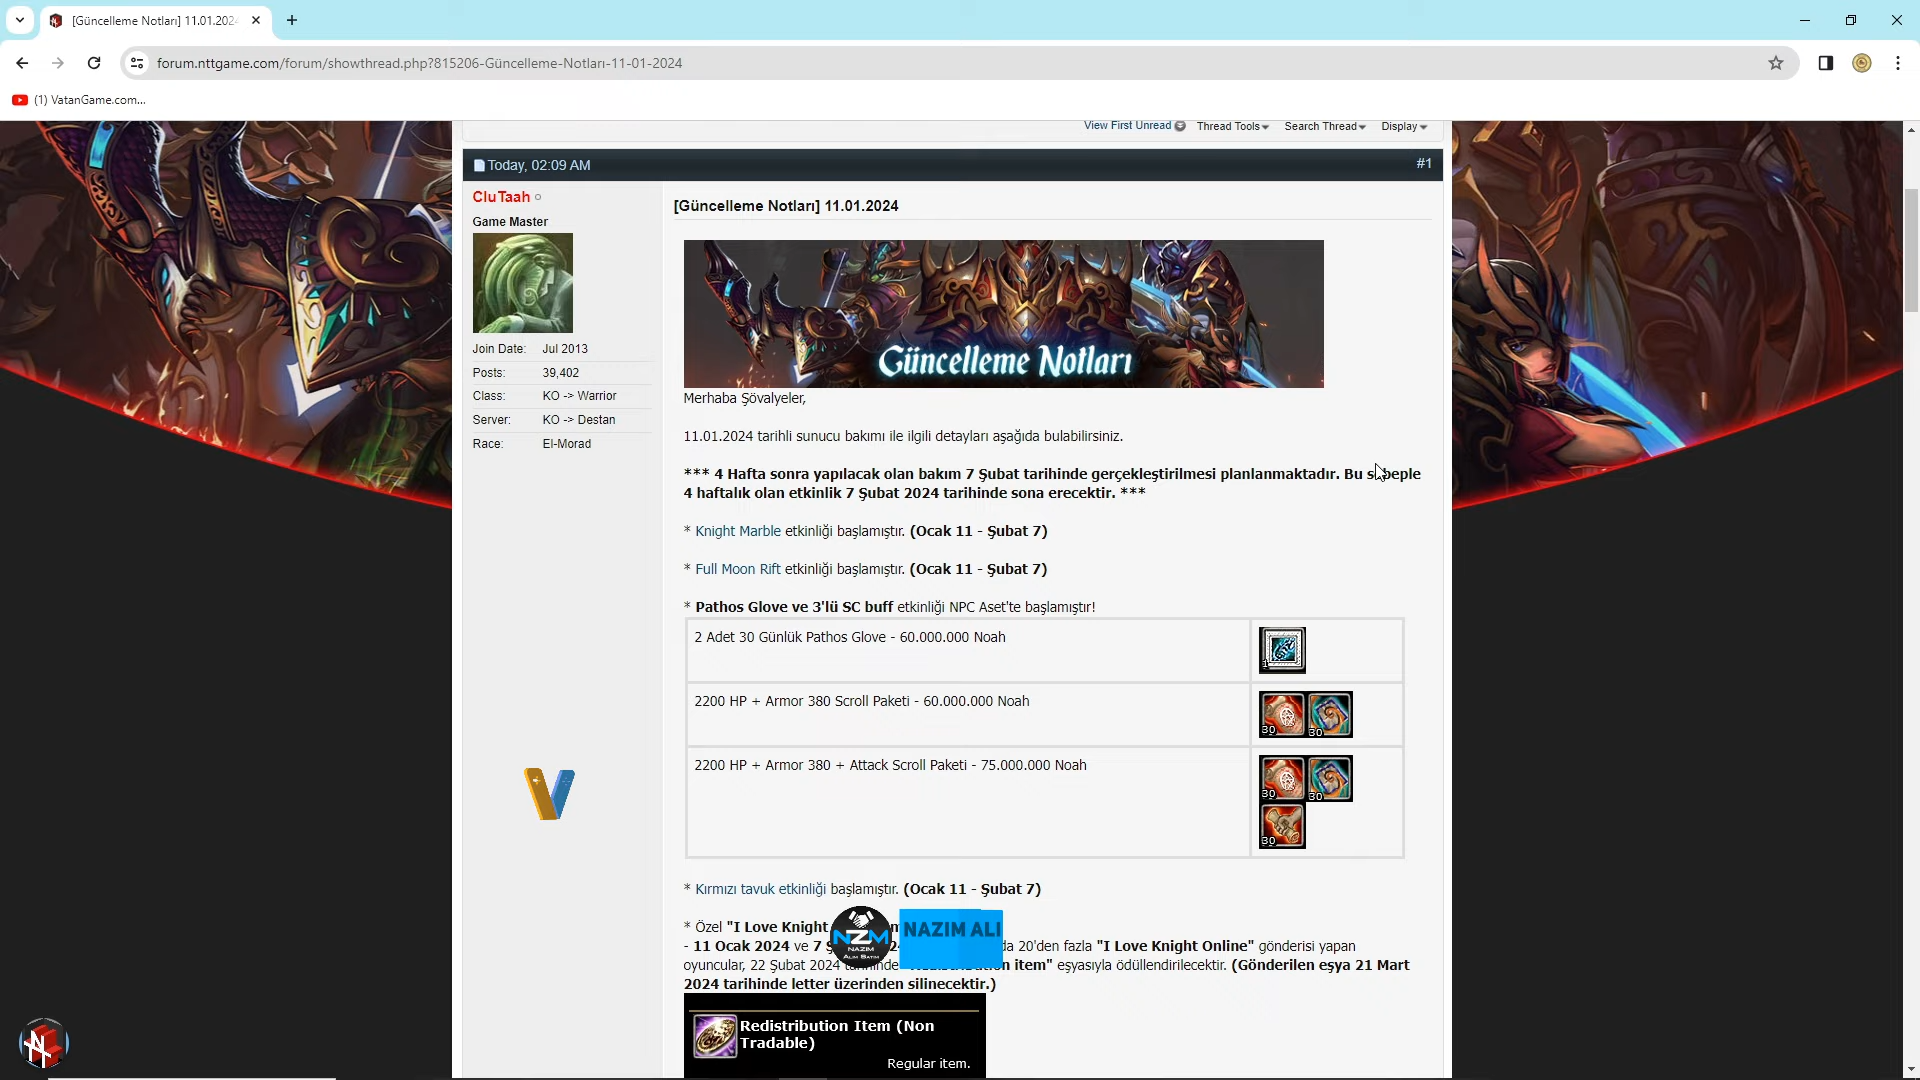 [Güncelleme Notları] 11.01.202
forum.nttgame.com/forum/showthread.php?815206-Güncelleme-Notları-11-01-2024
(1) VatanGame.com...
View First Unread Thread Tools Search Thread Display
Today, 02:09 AM #1
CluTaah
Game Master
Join Date: Jul 2013
Posts: 39,402
Class: KO -> Warrior
Server: KO -> Destan
Race: El-Morad
[Güncelleme Notları] 11.01.2024
Güncelleme Notları
Merhaba Şövalyeler,
11.01.2024 tarihli sunucu bakımı ile ilgili detayları aşağıda bulabilirsiniz.
*** 4 Hafta sonra yapılacak olan bakım 7 Şubat tarihinde gerçekleştirilmesi planlanmaktadır. Bu sebeple
4 haftalık olan etkinlik 7 Şubat 2024 tarihinde sona erecektir. ***
* Knight Marble etkinliği başlamıştır. (Ocak 11 - Şubat 7)
* Full Moon Rift etkinliği başlamıştır. (Ocak 11 - Şubat 7)
* Pathos Glove ve 3'lü SC buff etkinliği NPC Aset'te başlamıştır!
2 Adet 30 Günlük Pathos Glove - 60.000.000 Noah
1
2200 HP + Armor 380 Scroll Paketi - 60.000.000 Noah
30 30
2200 HP + Armor 380 + Attack Scroll Paketi - 75.000.000 Noah
30 30
30
* Kırmızı tavuk etkinliği başlamıştır. (Ocak 11 - Şubat 7)
* Özel "I Love Knight
- 11 Ocak 2024 ve 7 20'den fazla "I Love Knight Online" gönderisi yapan
oyuncular, 22 Şubat 2024 item" eşyasıyla ödüllendirilecektir. (Gönderilen eşya 21 Mart
2024 tarihinde letter üzerinden silinecektir.)
NZM
NAZIM
ALIM SATIM
NAZIM ALI
Redistribution Item (Non
Tradable)
Regular item.